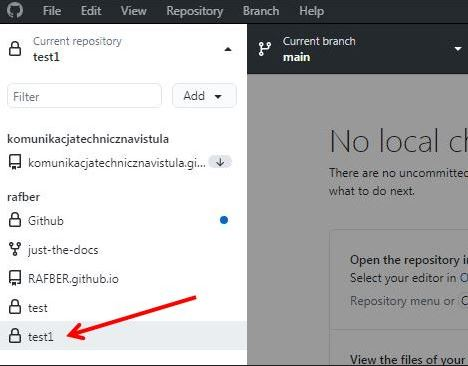 File Edit View Repository Branch Help
Current repository
test1
Current branch
main
Filter
Add
komunikacjatechnicznavistula
komunikacjatechnicznavistula.gi...
rafber
Github
just-the-docs
RAFBER.github.io
test
test1
No local ch
There are no uncommitted
what to do next.
Open the repository in
Select your editor in O
Repository menu or C
View the files of your